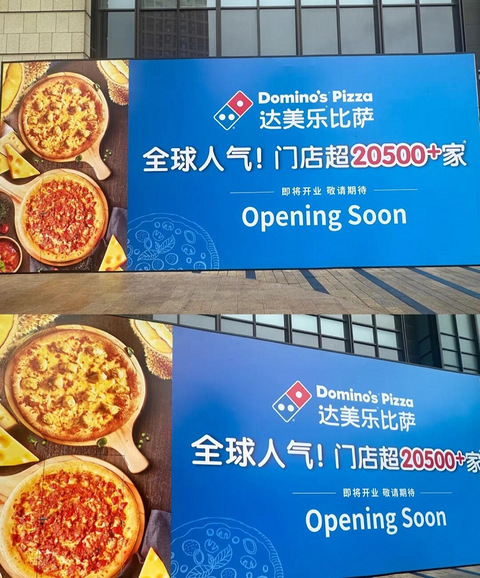 Domino's Pizza
达美乐比萨
全球人气！门店超20500+家
即将开业 敬请期待
Opening Soon
Domino's Pizza
达美乐比萨
全球人气！门店超20500+家
即将开业 敬请期待
Opening Soon